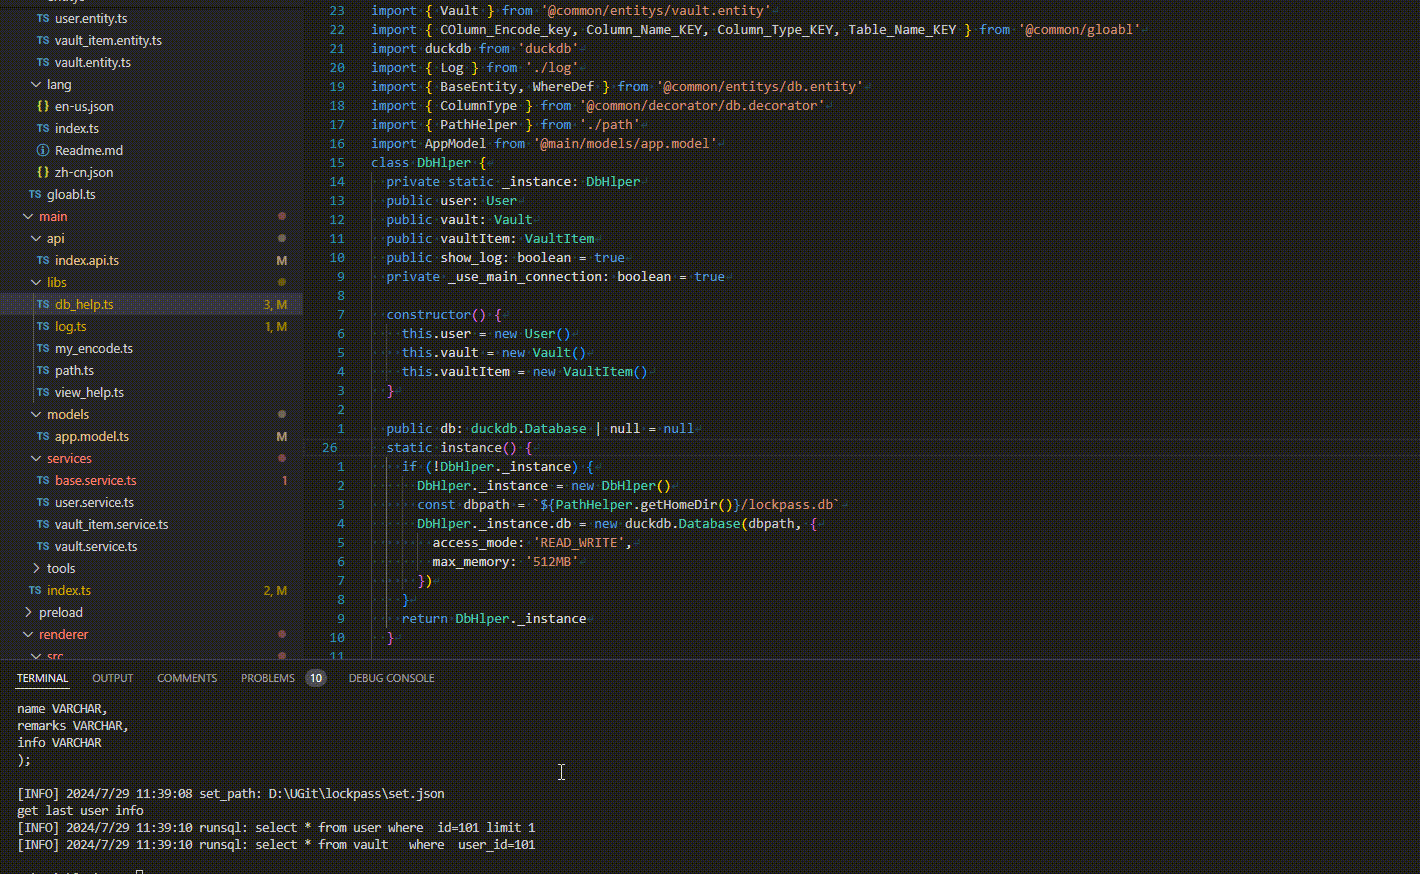 user.entity.ts
TS vault_item.entity.ts
TS vault.entity.ts
lang
{} en-us.json
TS index.ts
Readme.md
{} zh-cn.json
TS gloabl.ts
main
api
TS index.api.ts M
libs
TS db_help.ts 3, M
TS log.ts 1, M
TS my_encode.ts
TS path.ts
TS view_help.ts
models
TS app.model.ts M
services
TS base.service.ts 1
TS user.service.ts
TS vault_item.service.ts
TS vault.service.ts
tools
TS index.ts 2, M
preload
renderer
src
23 import { Vault } from '@common/entitys/vault.entity'
22 import { COlumn_Encode_key, Column_Name_KEY, Column_Type_KEY, Table_Name_KEY } from '@common/gloabl'
21 import duckdb from 'duckdb'
20 import { Log } from './log'
19 import { BaseEntity, WhereDef } from '@common/entitys/db.entity'
18 import { ColumnType } from '@common/decorator/db.decorator'
17 import { PathHelper } from './path'
16 import AppModel from '@main/models/app.model'
15 class DbHlper {
14 private static _instance: DbHlper
13 public user: User
12 public vault: Vault
11 public vaultItem: VaultItem
10 public show_log: boolean = true
9 private _use_main_connection: boolean = true
8
7 constructor() {
6 this.user = new User()
5 this.vault = new Vault()
4 this.vaultItem = new VaultItem()
3 }
2
1 public db: duckdb.Database | null = null
26 static instance() {
1 if (!DbHlper._instance) {
2 DbHlper._instance = new DbHlper()
3 const dbpath = `${PathHelper.getHomeDir()}/lockpass.db`
4 DbHlper._instance.db = new duckdb.Database(dbpath, {
5 access_mode: 'READ_WRITE',
6 max_memory: '512MB'
7 })
8 }
9 return DbHlper._instance
10 }
11
TERMINAL OUTPUT COMMENTS PROBLEMS 10 DEBUG CONSOLE
name VARCHAR,
remarks VARCHAR,
info VARCHAR
);
[INFO] 2024/7/29 11:39:08 set_path: D:\UGit\lockpass\set.json
get last user info
[INFO] 2024/7/29 11:39:10 runsql: select * from user where  id=101 limit 1
[INFO] 2024/7/29 11:39:10 runsql: select * from vault   where  user_id=101